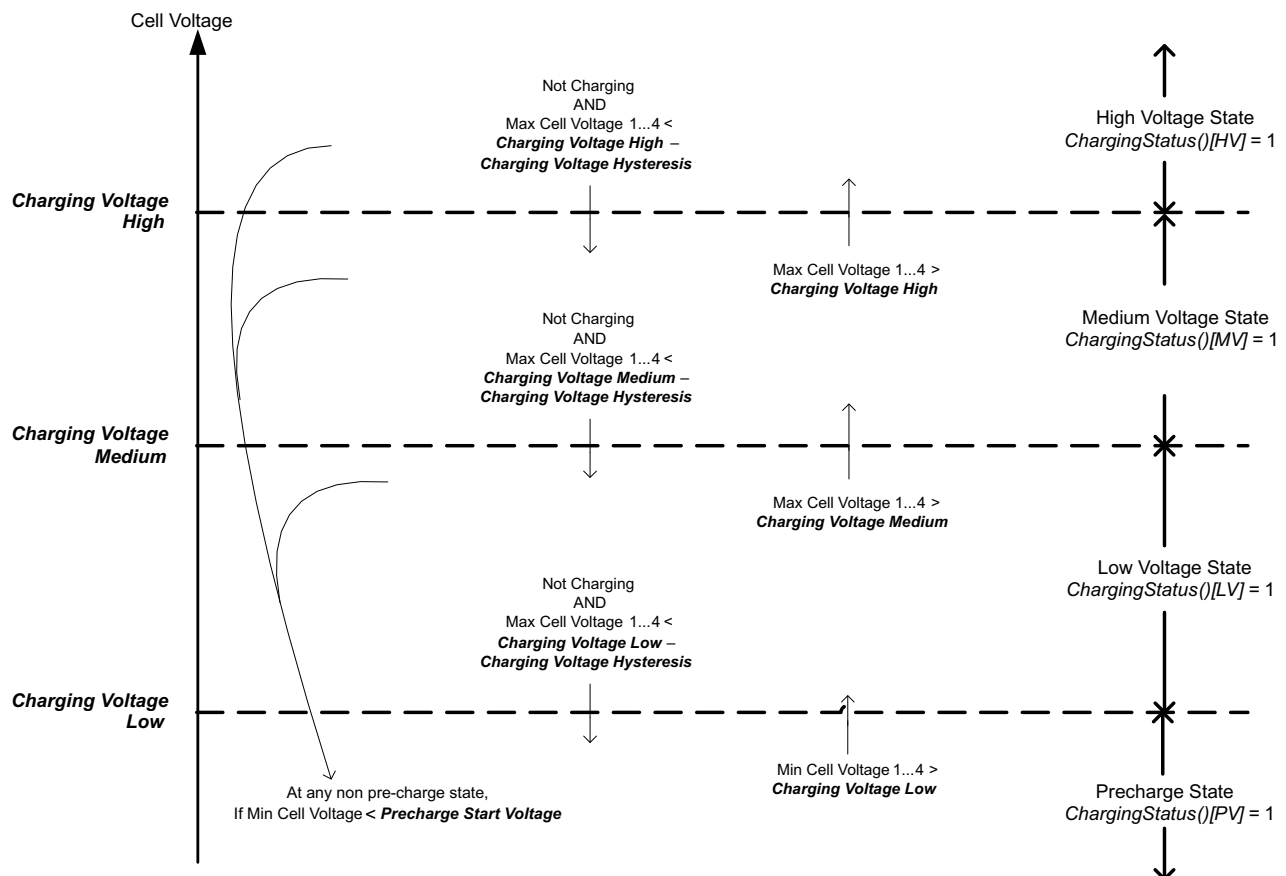 Cell Voltage
Not Charging
AND
Max Cell Voltage 1...4 <
Charging Voltage High –
Charging Voltage Hysteresis
High Voltage State
ChargingStatus()[HV] = 1
Charging Voltage
High
Max Cell Voltage 1...4 >
Charging Voltage High
Not Charging
AND
Max Cell Voltage 1...4 <
Charging Voltage Medium –
Charging Voltage Hysteresis
Medium Voltage State
ChargingStatus()[MV] = 1
Charging Voltage
Medium
Max Cell Voltage 1...4 >
Charging Voltage Medium
Not Charging
AND
Max Cell Voltage 1...4 <
Charging Voltage Low –
Charging Voltage Hysteresis
Low Voltage State
ChargingStatus()[LV] = 1
Charging Voltage
Low
Min Cell Voltage 1...4 >
Charging Voltage Low
At any non pre-charge state,
If Min Cell Voltage < Precharge Start Voltage
Precharge State
ChargingStatus()[PV] = 1